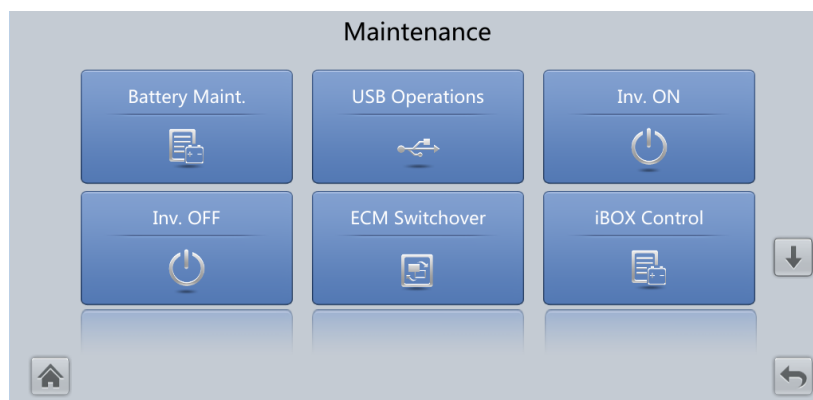 Maintenance
Battery Maint.
USB Operations
Inv. ON
Inv. OFF
ECM Switchover
iBOX Control